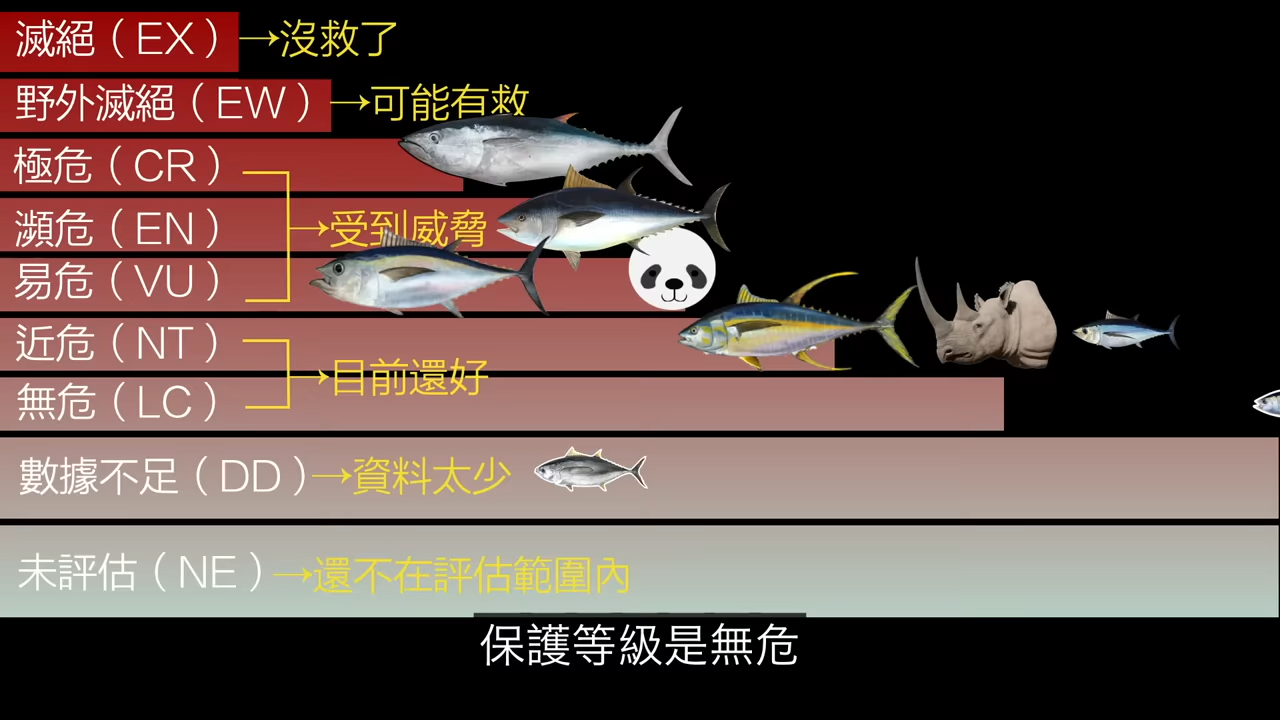 滅絕（EX）→沒救了
野外滅絕（EW）→可能有救
極危（CR）
瀕危（EN）→受到威脅
易危（VU）
近危（NT）
→目前還好
無危（LC）
數據不足（DD）→資料太少
未評估（NE）→還不在評估範圍內
保護等級是無危